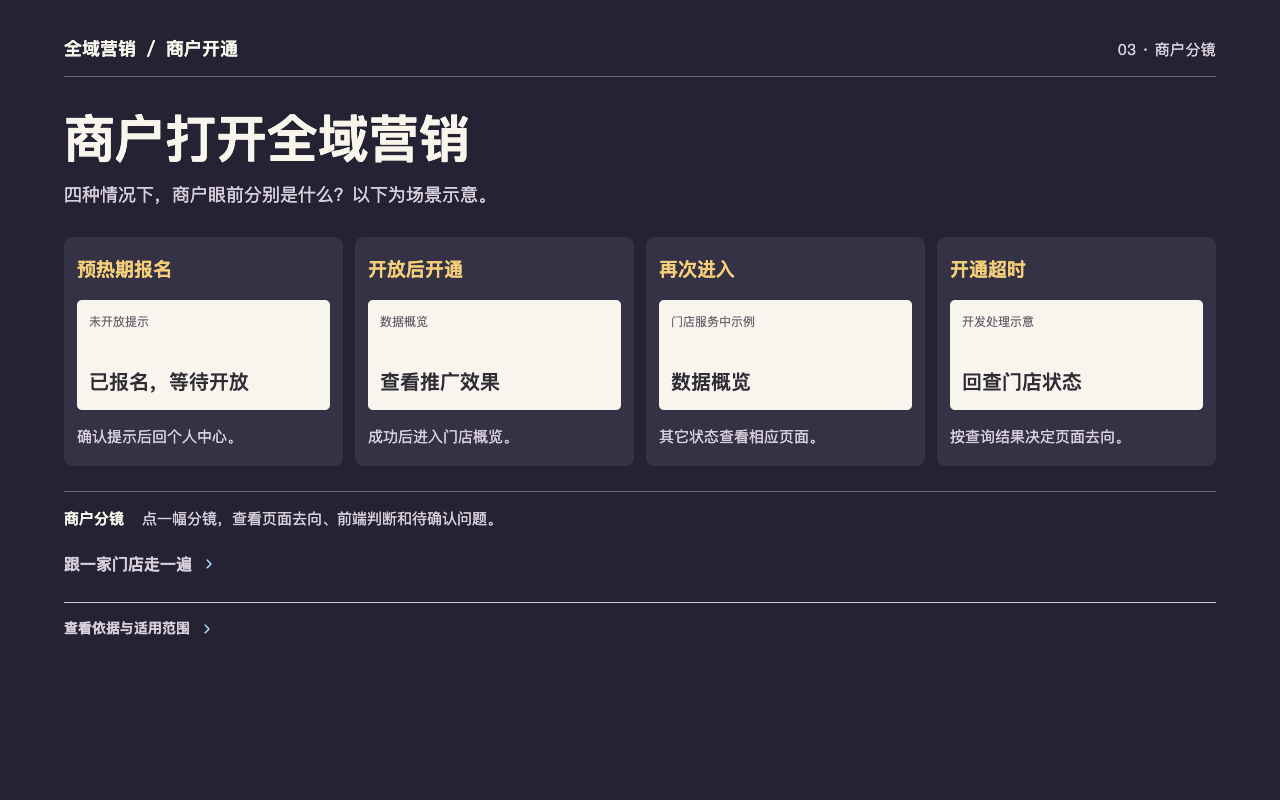 全域营销 / 商户开通
03 · 商户分镜
商户打开全域营销
四种情况下，商户眼前分别是什么？以下为场景示意。
预热期报名
未开放提示
已报名，等待开放
确认提示后回个人中心。
开放后开通
数据概览
查看推广效果
成功后进入门店概览。
再次进入
门店服务中示例
数据概览
其它状态查看相应页面。
开通超时
开发处理示意
回查门店状态
按查询结果决定页面去向。
商户分镜 点一幅分镜，查看页面去向、前端判断和待确认问题。
跟一家门店走一遍 ›
查看依据与适用范围 ›